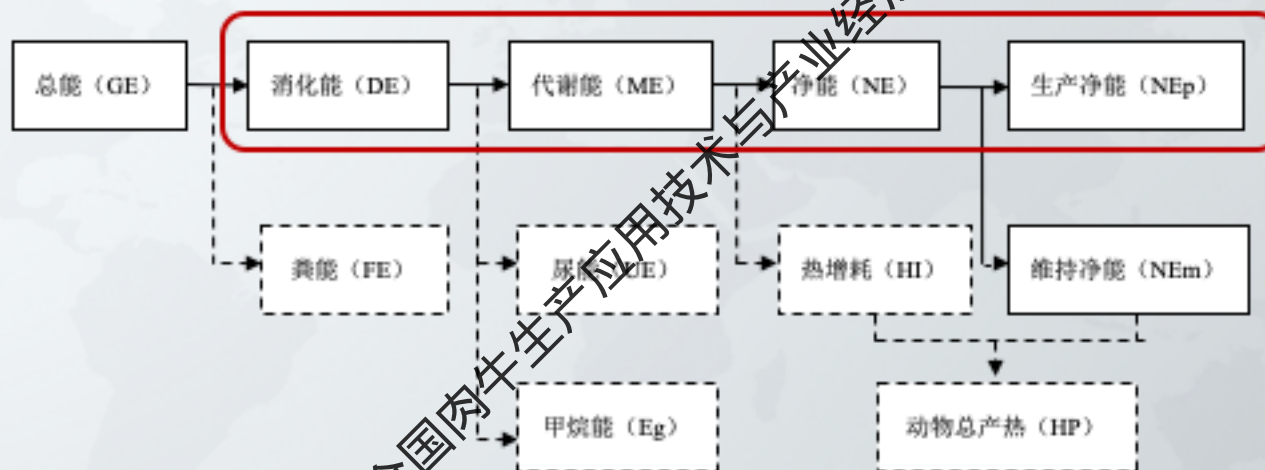 总能（GE）
消化能（DE）
代谢能（ME）
净能（NE）
生产净能（NEp）
粪能（FE）
尿能（UE）
热增耗（HI）
维持净能（NEm）
甲烷能（Eg）
动物总产热（HP）
全国肉牛生产应用技术与产业经